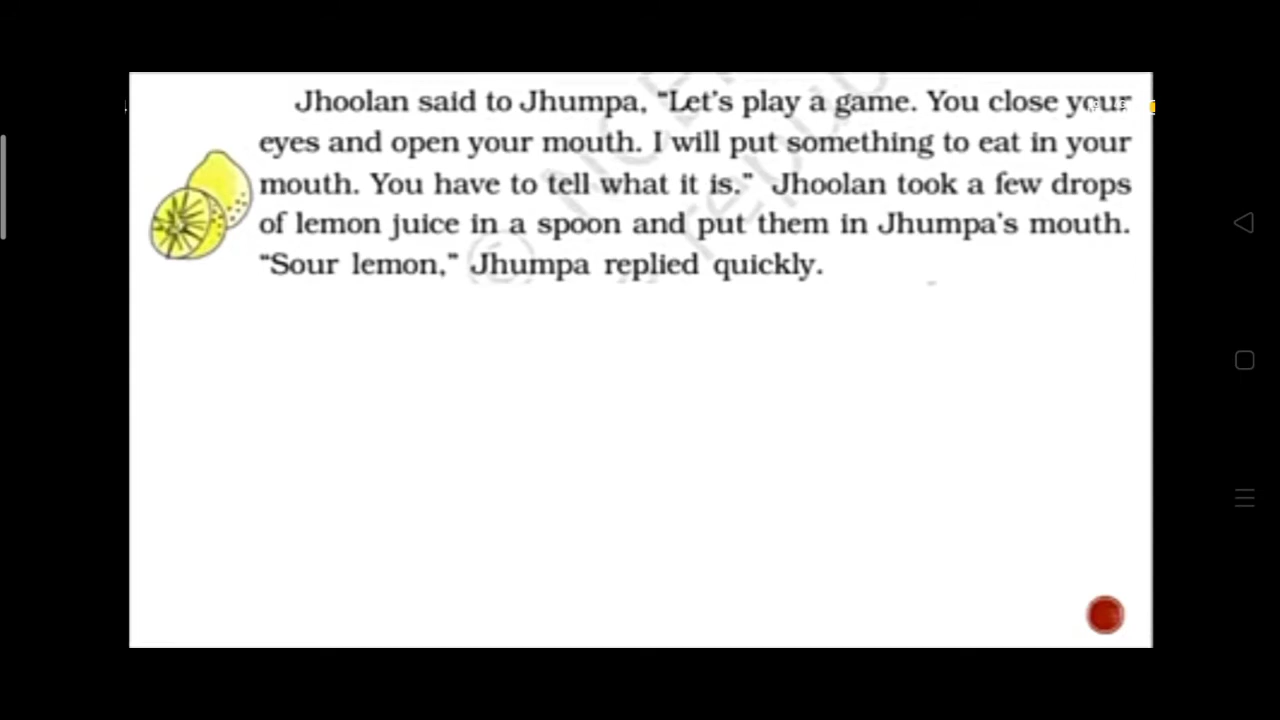 Jhoolan said to Jhumpa, "Let's play a game. You close your
eyes and open your mouth. I will put something to eat in your
mouth. You have to tell what it is." Jhoolan took a few drops
of lemon juice in a spoon and put them in Jhumpa's mouth.
"Sour lemon," Jhumpa replied quickly.